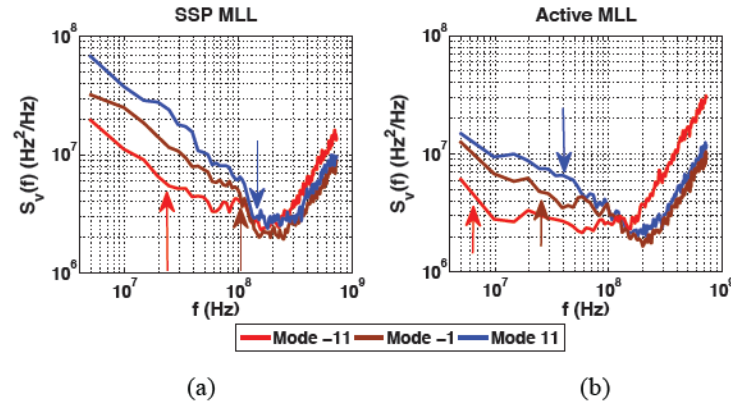 SSP MLL
Active MLL
10^8
10^7
10^6
S_v(f) (Hz^2/Hz)
10^7
10^8
10^9
f (Hz)
10^8
10^7
10^6
S_v(f) (Hz^2/Hz)
10^7
10^8
10^9
f (Hz)
Mode −11 Mode −1 Mode 11
(a)
(b)